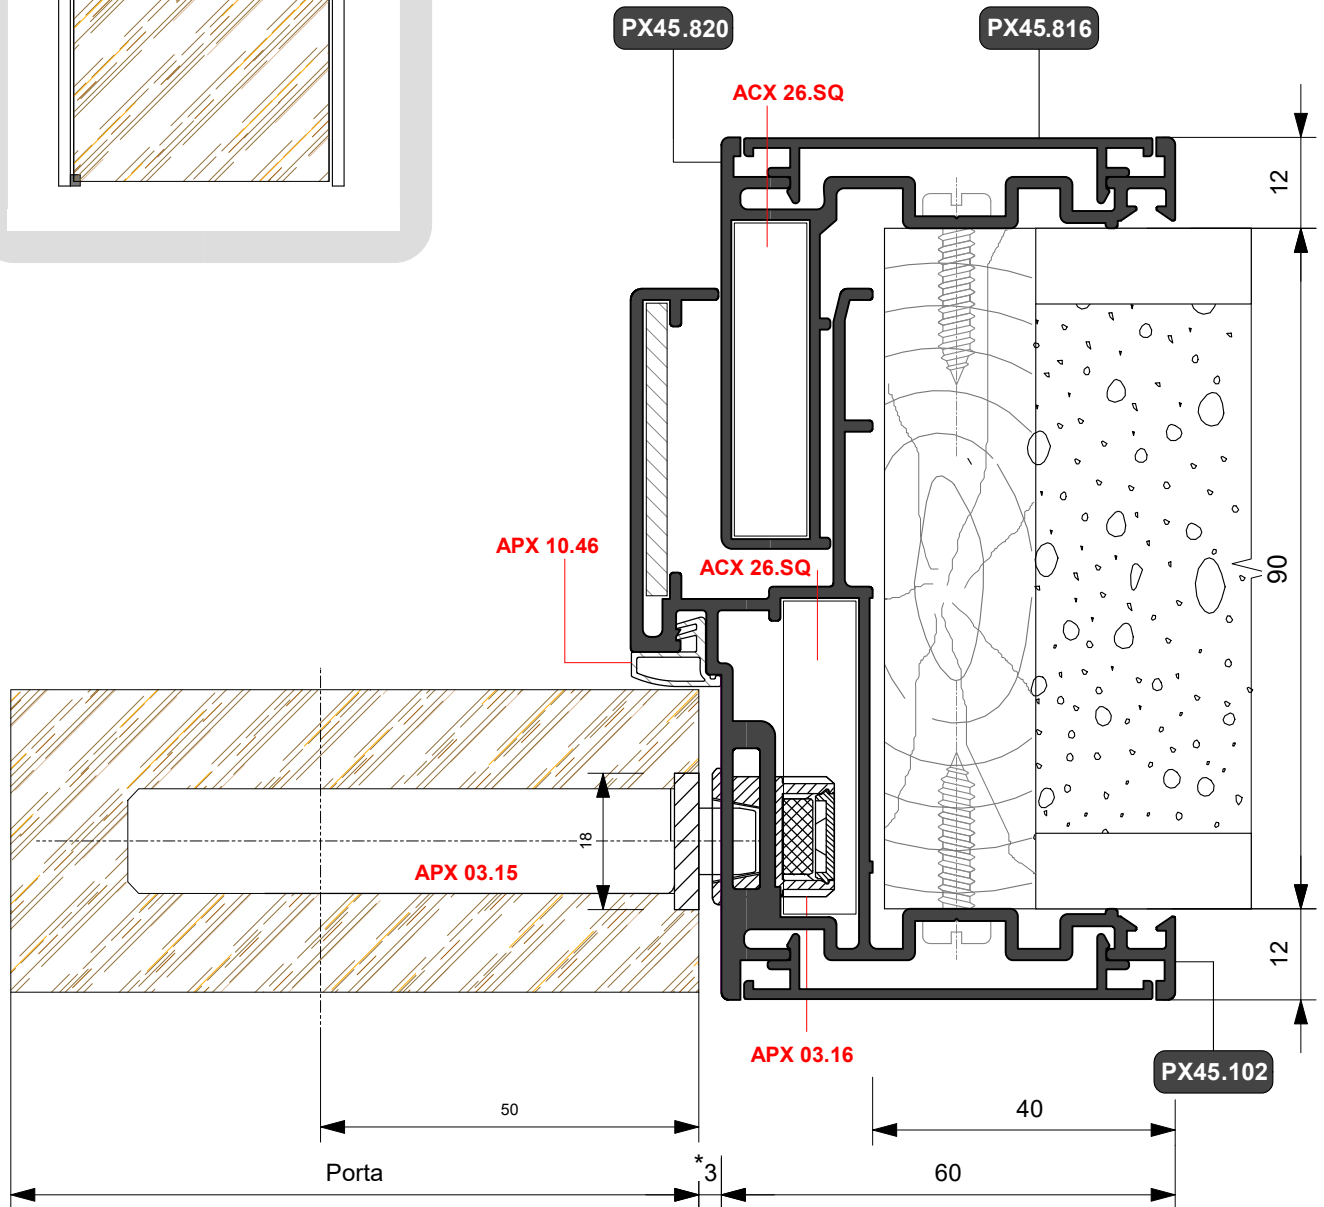 PX45.820
PX45.816
ACX 26.SQ
12
APX 10.46
ACX 26.SQ
90
18
APX 03.15
12
APX 03.16
PX45.102
50
40
Porta
*3
60